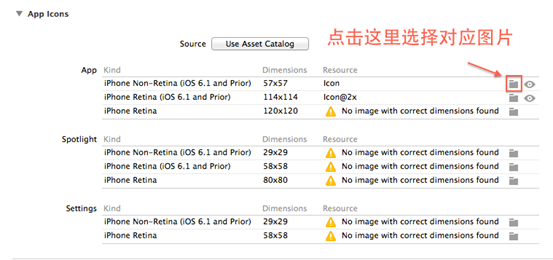 App Icons
点击这里选择对应图片
Source Use Asset Catalog
App Kind Dimensions Resource
iPhone Non-Retina (iOS 6.1 and Prior) 57x57 Icon
iPhone Retina (iOS 6.1 and Prior) 114x114 Icon@2x
iPhone Retina 120x120 No image with correct dimensions found
Spotlight Kind Dimensions Resource
iPhone Non-Retina (iOS 6.1 and Prior) 29x29 No image with correct dimensions found
iPhone Retina (iOS 6.1 and Prior) 58x58 No image with correct dimensions found
iPhone Retina 80x80 No image with correct dimensions found
Settings Kind Dimensions Resource
iPhone Non-Retina (iOS 6.1 and Prior) 29x29 No image with correct dimensions found
iPhone Retina 58x58 No image with correct dimensions found